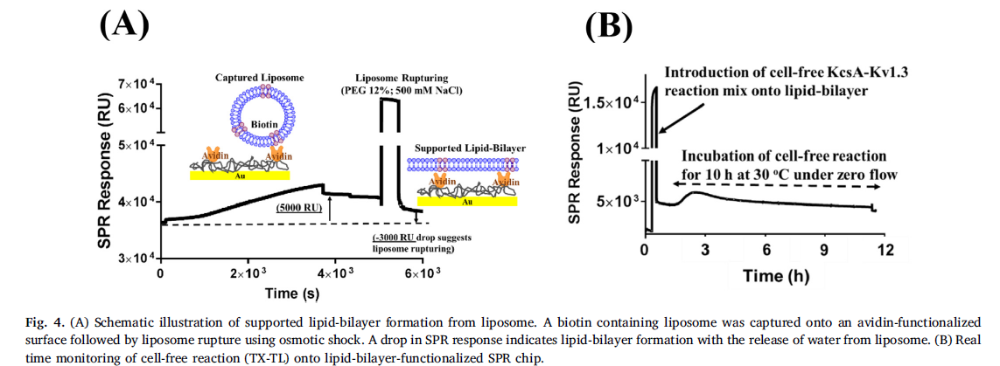 (A)
(B)
SPR Response (RU)
7×10⁴
6×10⁴
5×10⁴
4×10⁴
3×10⁴
Captured Liposome
Biotin
Avidin
Avidin
Au
Liposome Rupturing
(PEG 12%; 500 mM NaCl)
Supported Lipid-Bilayer
Avidin
Avidin
Au
(5000 RU)
(-3000 RU drop suggests
liposome rupturing)
0
2×10³
4×10³
6×10³
Time (s)
SPR Response (RU)
1.5×10⁴
1×10⁴
5×10³
Introduction of cell-free KcsA-Kv1.3
reaction mix onto lipid-bilayer
Incubation of cell-free reaction
for 10 h at 30 °C under zero flow
0
3
6
9
12
Time (h)
Fig. 4. (A) Schematic illustration of supported lipid-bilayer formation from liposome. A biotin containing liposome was captured onto an avidin-functionalized
surface followed by liposome rupture using osmotic shock. A drop in SPR response indicates lipid-bilayer formation with the release of water from liposome. (B) Real
time monitoring of cell-free reaction (TX-TL) onto lipid-bilayer-functionalized SPR chip.